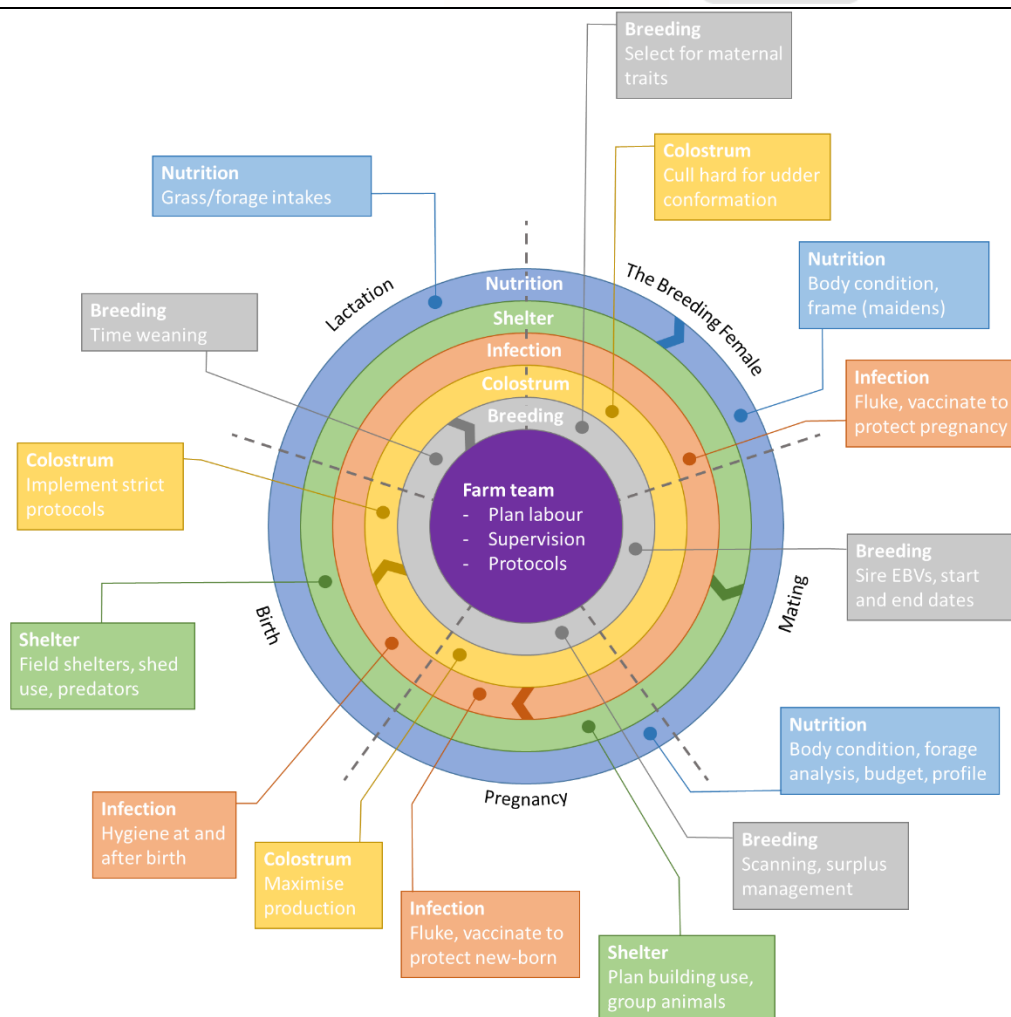 Breeding
Select for maternal
traits
Colostrum
Cull hard for udder
conformation
Nutrition
Grass/forage intakes
Nutrition
Body condition,
frame (maidens)
Breeding
Time weaning
Infection
Fluke, vaccinate to
protect pregnancy
Colostrum
Implement strict
protocols
Breeding
Sire EBVs, start
and end dates
Shelter
Field shelters, shed
use, predators
Nutrition
Body condition, forage
analysis, budget, profile
Infection
Hygiene at and
after birth
Colostrum
Maximise
production
Infection
Fluke, vaccinate to
protect new-born
Breeding
Scanning, surplus
management
Shelter
Plan building use,
group animals
Lactation
The Breeding Female
Mating
Pregnancy
Birth
Nutrition
Shelter
Infection
Colostrum
Breeding
Farm team
- Plan labour
- Supervision
- Protocols